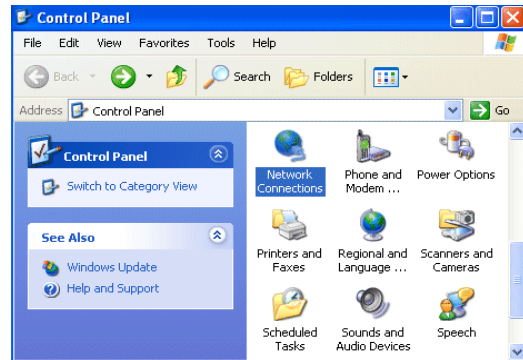 Control Panel
File Edit View Favorites Tools Help
Back Search Folders
Address Control Panel Go
Control Panel
Switch to Category View
See Also
Windows Update
Help and Support
Network
Connections
Phone and
Modem ...
Power Options
Printers and
Faxes
Regional and
Language ...
Scanners and
Cameras
Scheduled
Tasks
Sounds and
Audio Devices
Speech